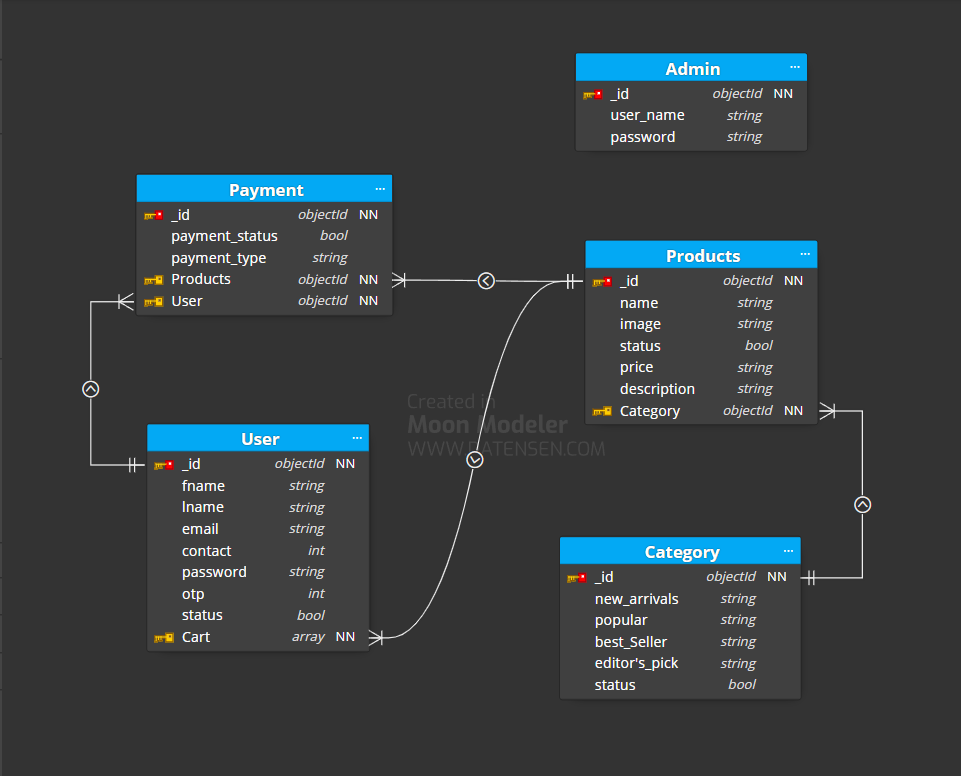 Admin ...
_id objectId NN
user_name string
password string
Payment ...
_id objectId NN
payment_status bool
payment_type string
Products objectId NN
User objectId NN
Products ...
_id objectId NN
name string
image string
status bool
price string
description string
Category objectId NN
Created in
Moon Modeler
WWW.DATENSEN.COM
User ...
_id objectId NN
fname string
lname string
email string
contact int
password string
otp int
status bool
Cart array NN
Category ...
_id objectId NN
new_arrivals string
popular string
best_Seller string
editor's_pick string
status bool